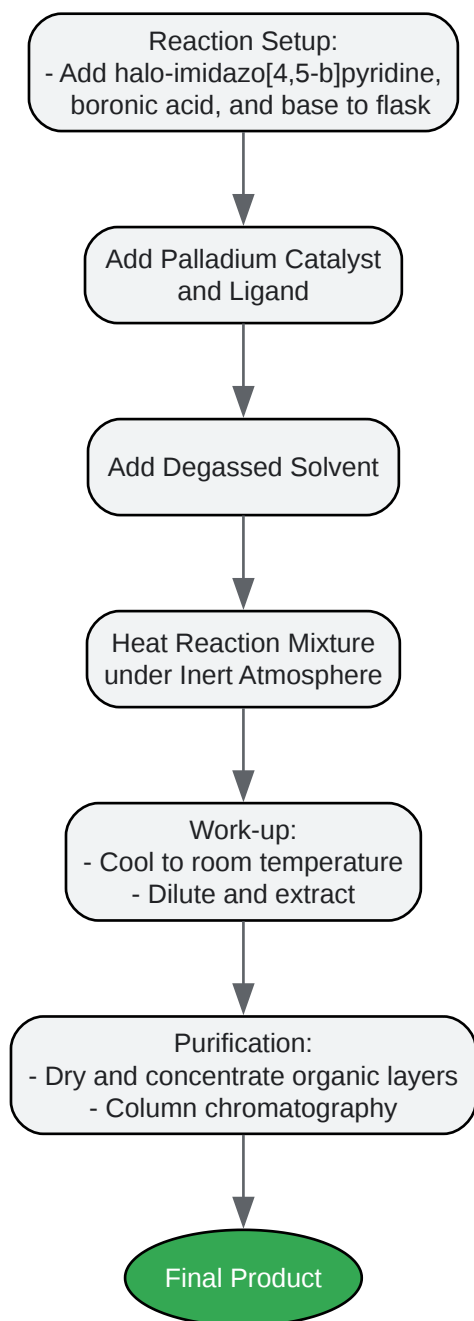 Reaction Setup:
- Add halo-imidazo[4,5-b]pyridine,
boronic acid, and base to flask
Add Palladium Catalyst
and Ligand
Add Degassed Solvent
Heat Reaction Mixture
under Inert Atmosphere
Work-up:
- Cool to room temperature
- Dilute and extract
Purification:
- Dry and concentrate organic layers
- Column chromatography
Final Product